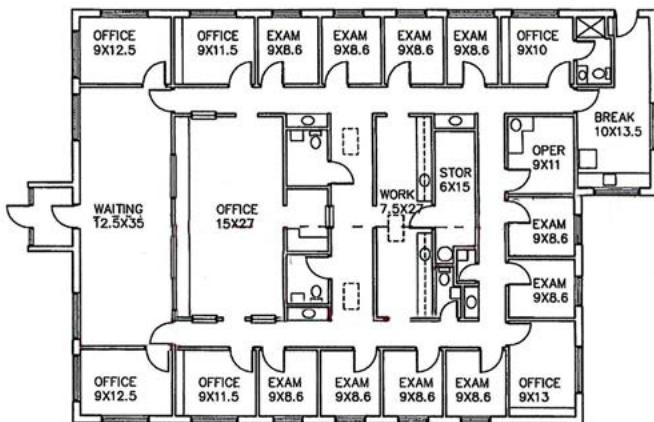 OFFICE
9X12.5
OFFICE
9X11.5
EXAM
9X8.6
EXAM
9X8.6
EXAM
9X8.6
EXAM
9X8.6
OFFICE
9X10
BREAK
10X13.5
OPER
9X11
STOR
6X15
WAITING
12.5X35
OFFICE
15X27
WORK
7.5X27
EXAM
9X8.6
EXAM
9X8.6
OFFICE
9X12.5
OFFICE
9X11.5
EXAM
9X8.6
EXAM
9X8.6
EXAM
9X8.6
EXAM
9X8.6
OFFICE
9X13